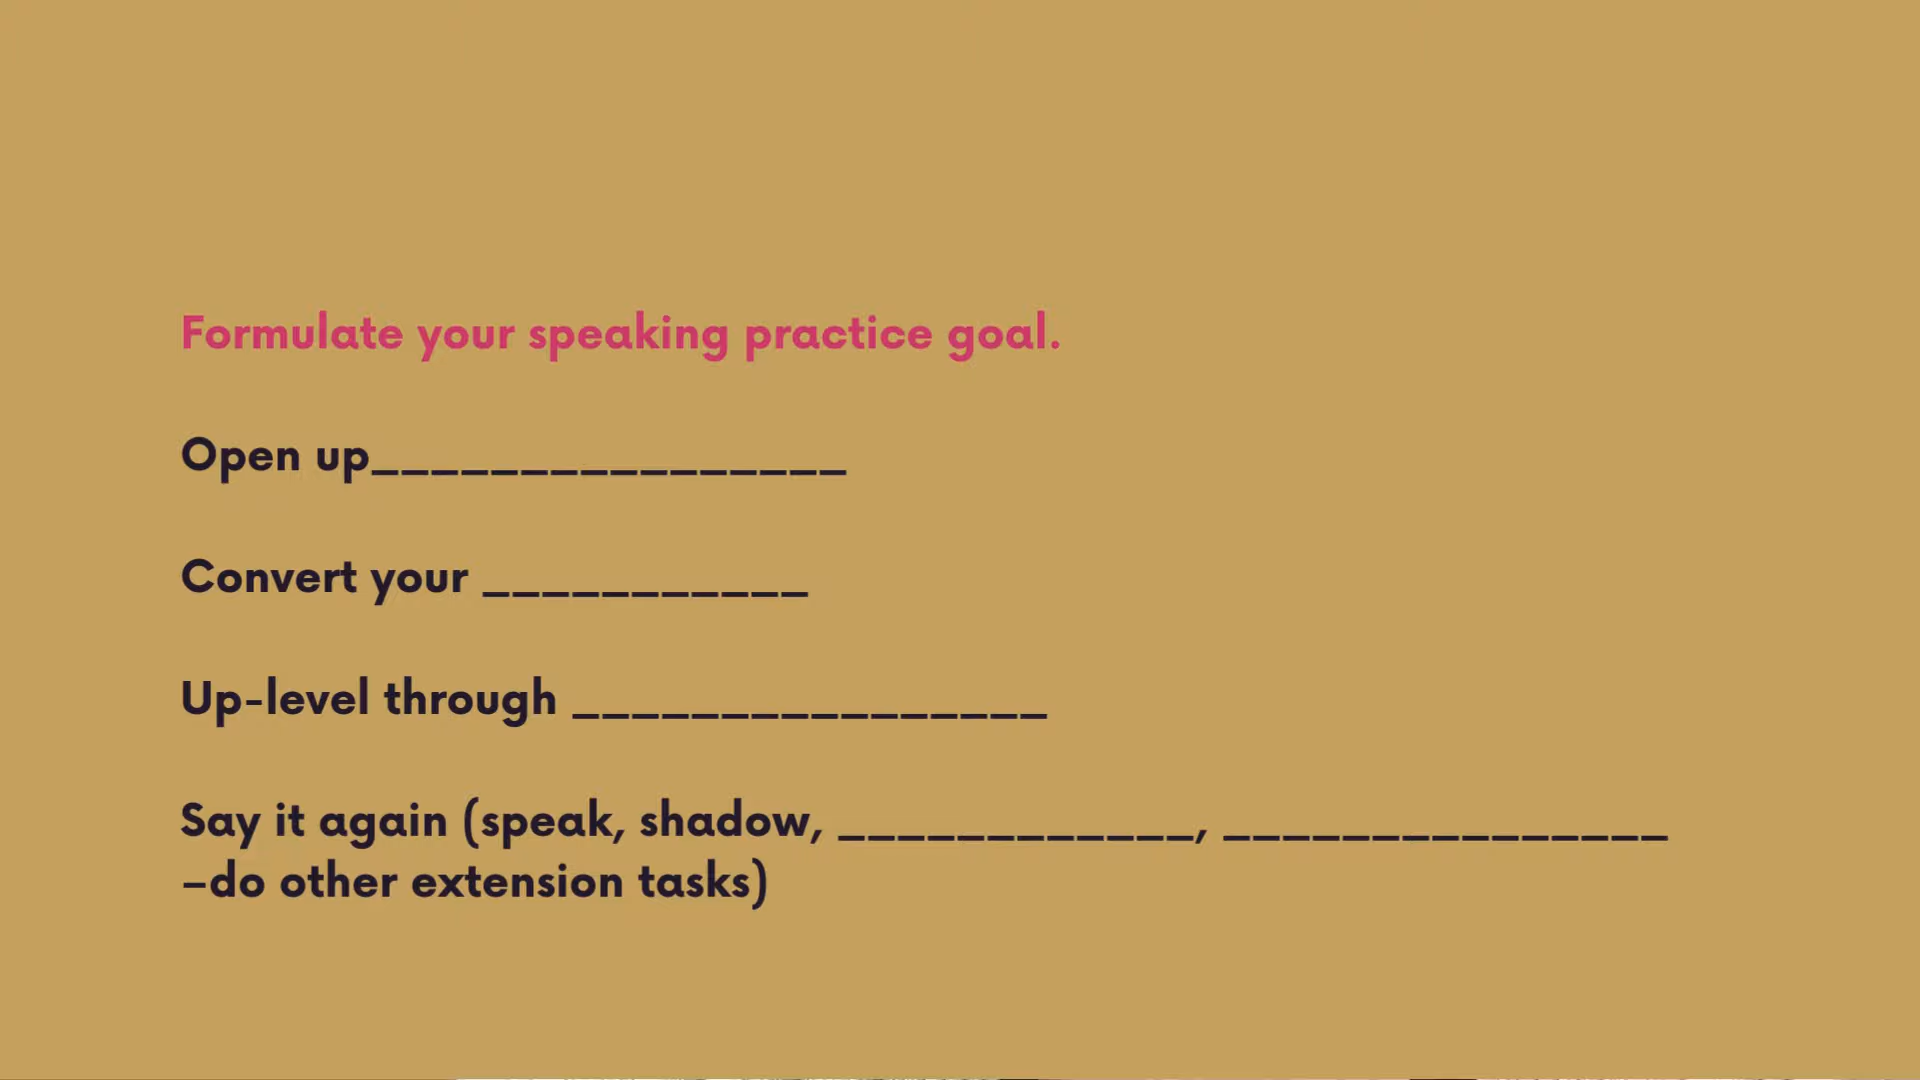 Formulate your speaking practice goal.
Open up________________
Convert your ___________
Up-level through ________________
Say it again (speak, shadow, ____________, _______________
–do other extension tasks)